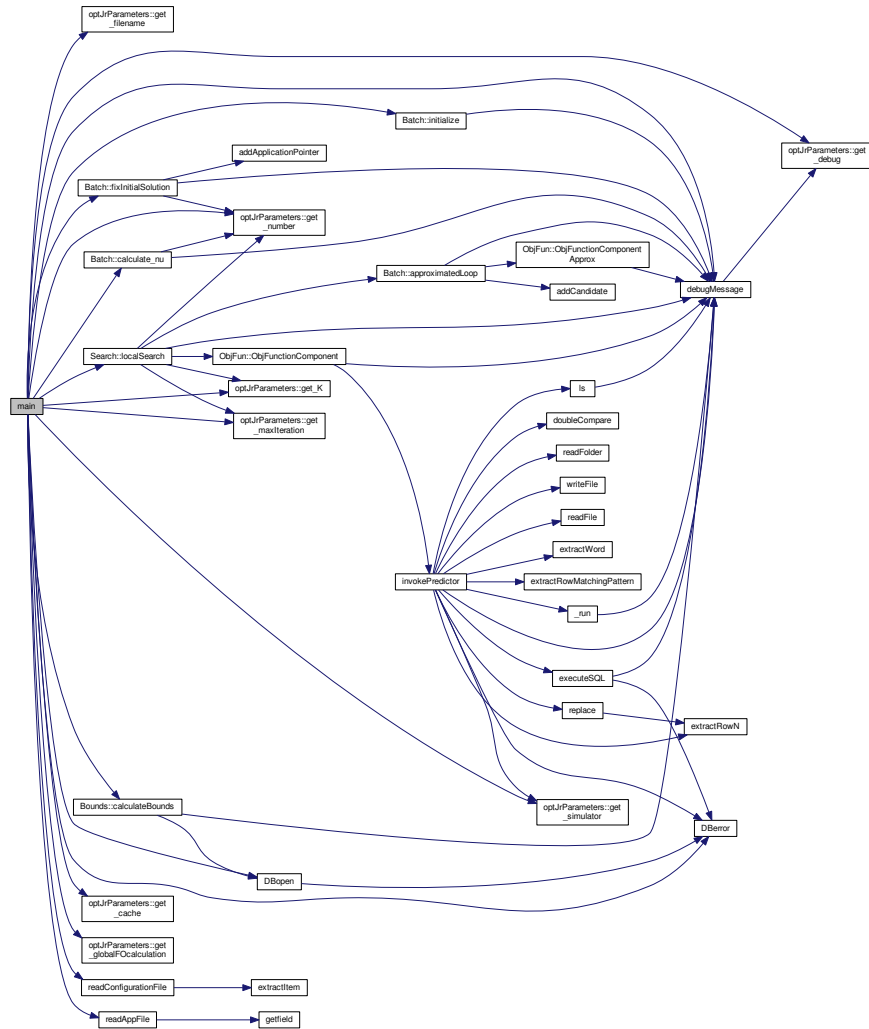 optJrParameters::get
_filename
Batch::initialize
optJrParameters::get
_debug
addApplicationPointer
Batch::fixInitialSolution
optJrParameters::get
_number
Batch::calculate_nu
ObjFun::ObjFunctionComponent
Approx
Batch::approximatedLoop
addCandidate
debugMessage
Search::localSearch
ObjFun::ObjFunctionComponent
optJrParameters::get_K
ls
main
optJrParameters::get
_maxIteration
doubleCompare
readFolder
writeFile
readFile
extractWord
invokePredictor
extractRowMatchingPattern
_run
executeSQL
replace
extractRowN
Bounds::calculateBounds
optJrParameters::get
_simulator
DBerror
DBopen
optJrParameters::get
_cache
optJrParameters::get
_globalFOcalculation
readConfigurationFile
extractItem
readAppFile
getfield